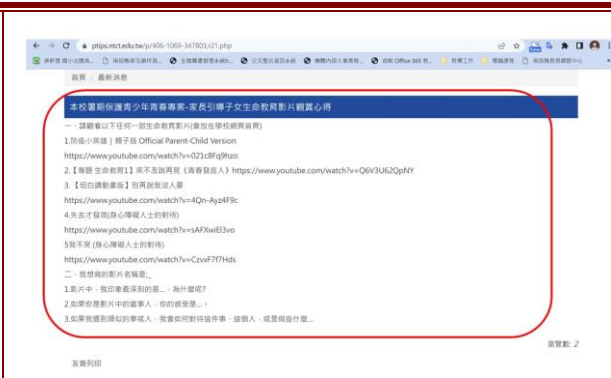 ptips.ntct.edu.tw/p/406-1069-347803,r21.php
首頁 / 最新消息
本校暑期保護青少年青春專案-家長引導子女生命教育影片觀賞心得
一、請觀看以下任何一部生命教育影片(會放在學校網頁首頁)
1.防疫小英雄 | 親子版 Official Parent-Child Version
https://www.youtube.com/watch?v=021cBFq9hzo
2.【專題 生命教育1】來不及說再見《青春發言人》https://www.youtube.com/watch?v=Q6V3U62QpNY
3.【坦白講動畫版】別再說我沒人要
https://www.youtube.com/watch?v=4Qn-Ayz4F9c
4.失去才發現(身心障礙人士的對待)
https://www.youtube.com/watch?v=sAFXwiEl3vo
5我不哭 (身心障礙人士的對待)
https://www.youtube.com/watch?v=CzvxF7f7Hds
二、我想寫的影片名稱是:_
1.影片中，我印象最深刻的是...，為什麼呢?
2.如果你是影片中的當事人，你的感受是...。
3.如果我遇到類似的事或人，我會如何對待這件事、這個人，或是做些什麼...
瀏覽數: 2
友善列印